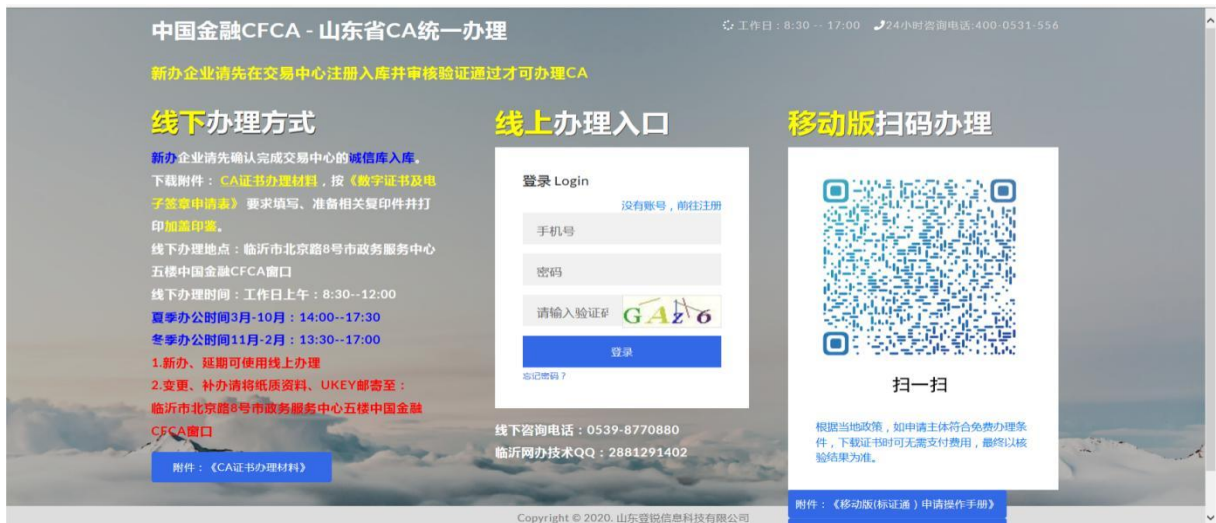 中国金融CFCA - 山东省CA统一办理
工作日：8:30 -- 17:00 24小时咨询电话:400-0531-556
新办企业请先在交易中心注册入库并审核验证通过才可办理CA
线下办理方式
新办企业请先确认完成交易中心的诚信库入库。
下载附件： CA证书办理材料，按《数字证书及电
子签章申请表》 要求填写、准备相关复印件并打
印加盖印鉴。
线下办理地点：临沂市北京路8号市政务服务中心
五楼中国金融CFCA窗口
线下办理时间：工作日上午：8:30--12:00
夏季办公时间3月-10月：14:00--17:30
冬季办公时间11月-2月：13:30--17:00
1.新办、延期可使用线上办理
2.变更、补办请将纸质资料、UKEY邮寄至：
临沂市北京路8号市政务服务中心五楼中国金融
CFCA窗口
附件：《CA证书办理材料》
线上办理入口
登录 Login
没有账号，前往注册
手机号
密码
请输入验证码
GAz6
登录
忘记密码？
线下咨询电话：0539-8770880
临沂网办技术QQ：2881291402
移动版扫码办理
扫一扫
根据当地政策，如申请主体符合免费办理条
件，下载证书时可无需支付费用，最终以核
验结果为准。
附件：《移动版(标证通）申请操作手册》
Copyright © 2020. 山东登锐信息科技有限公司